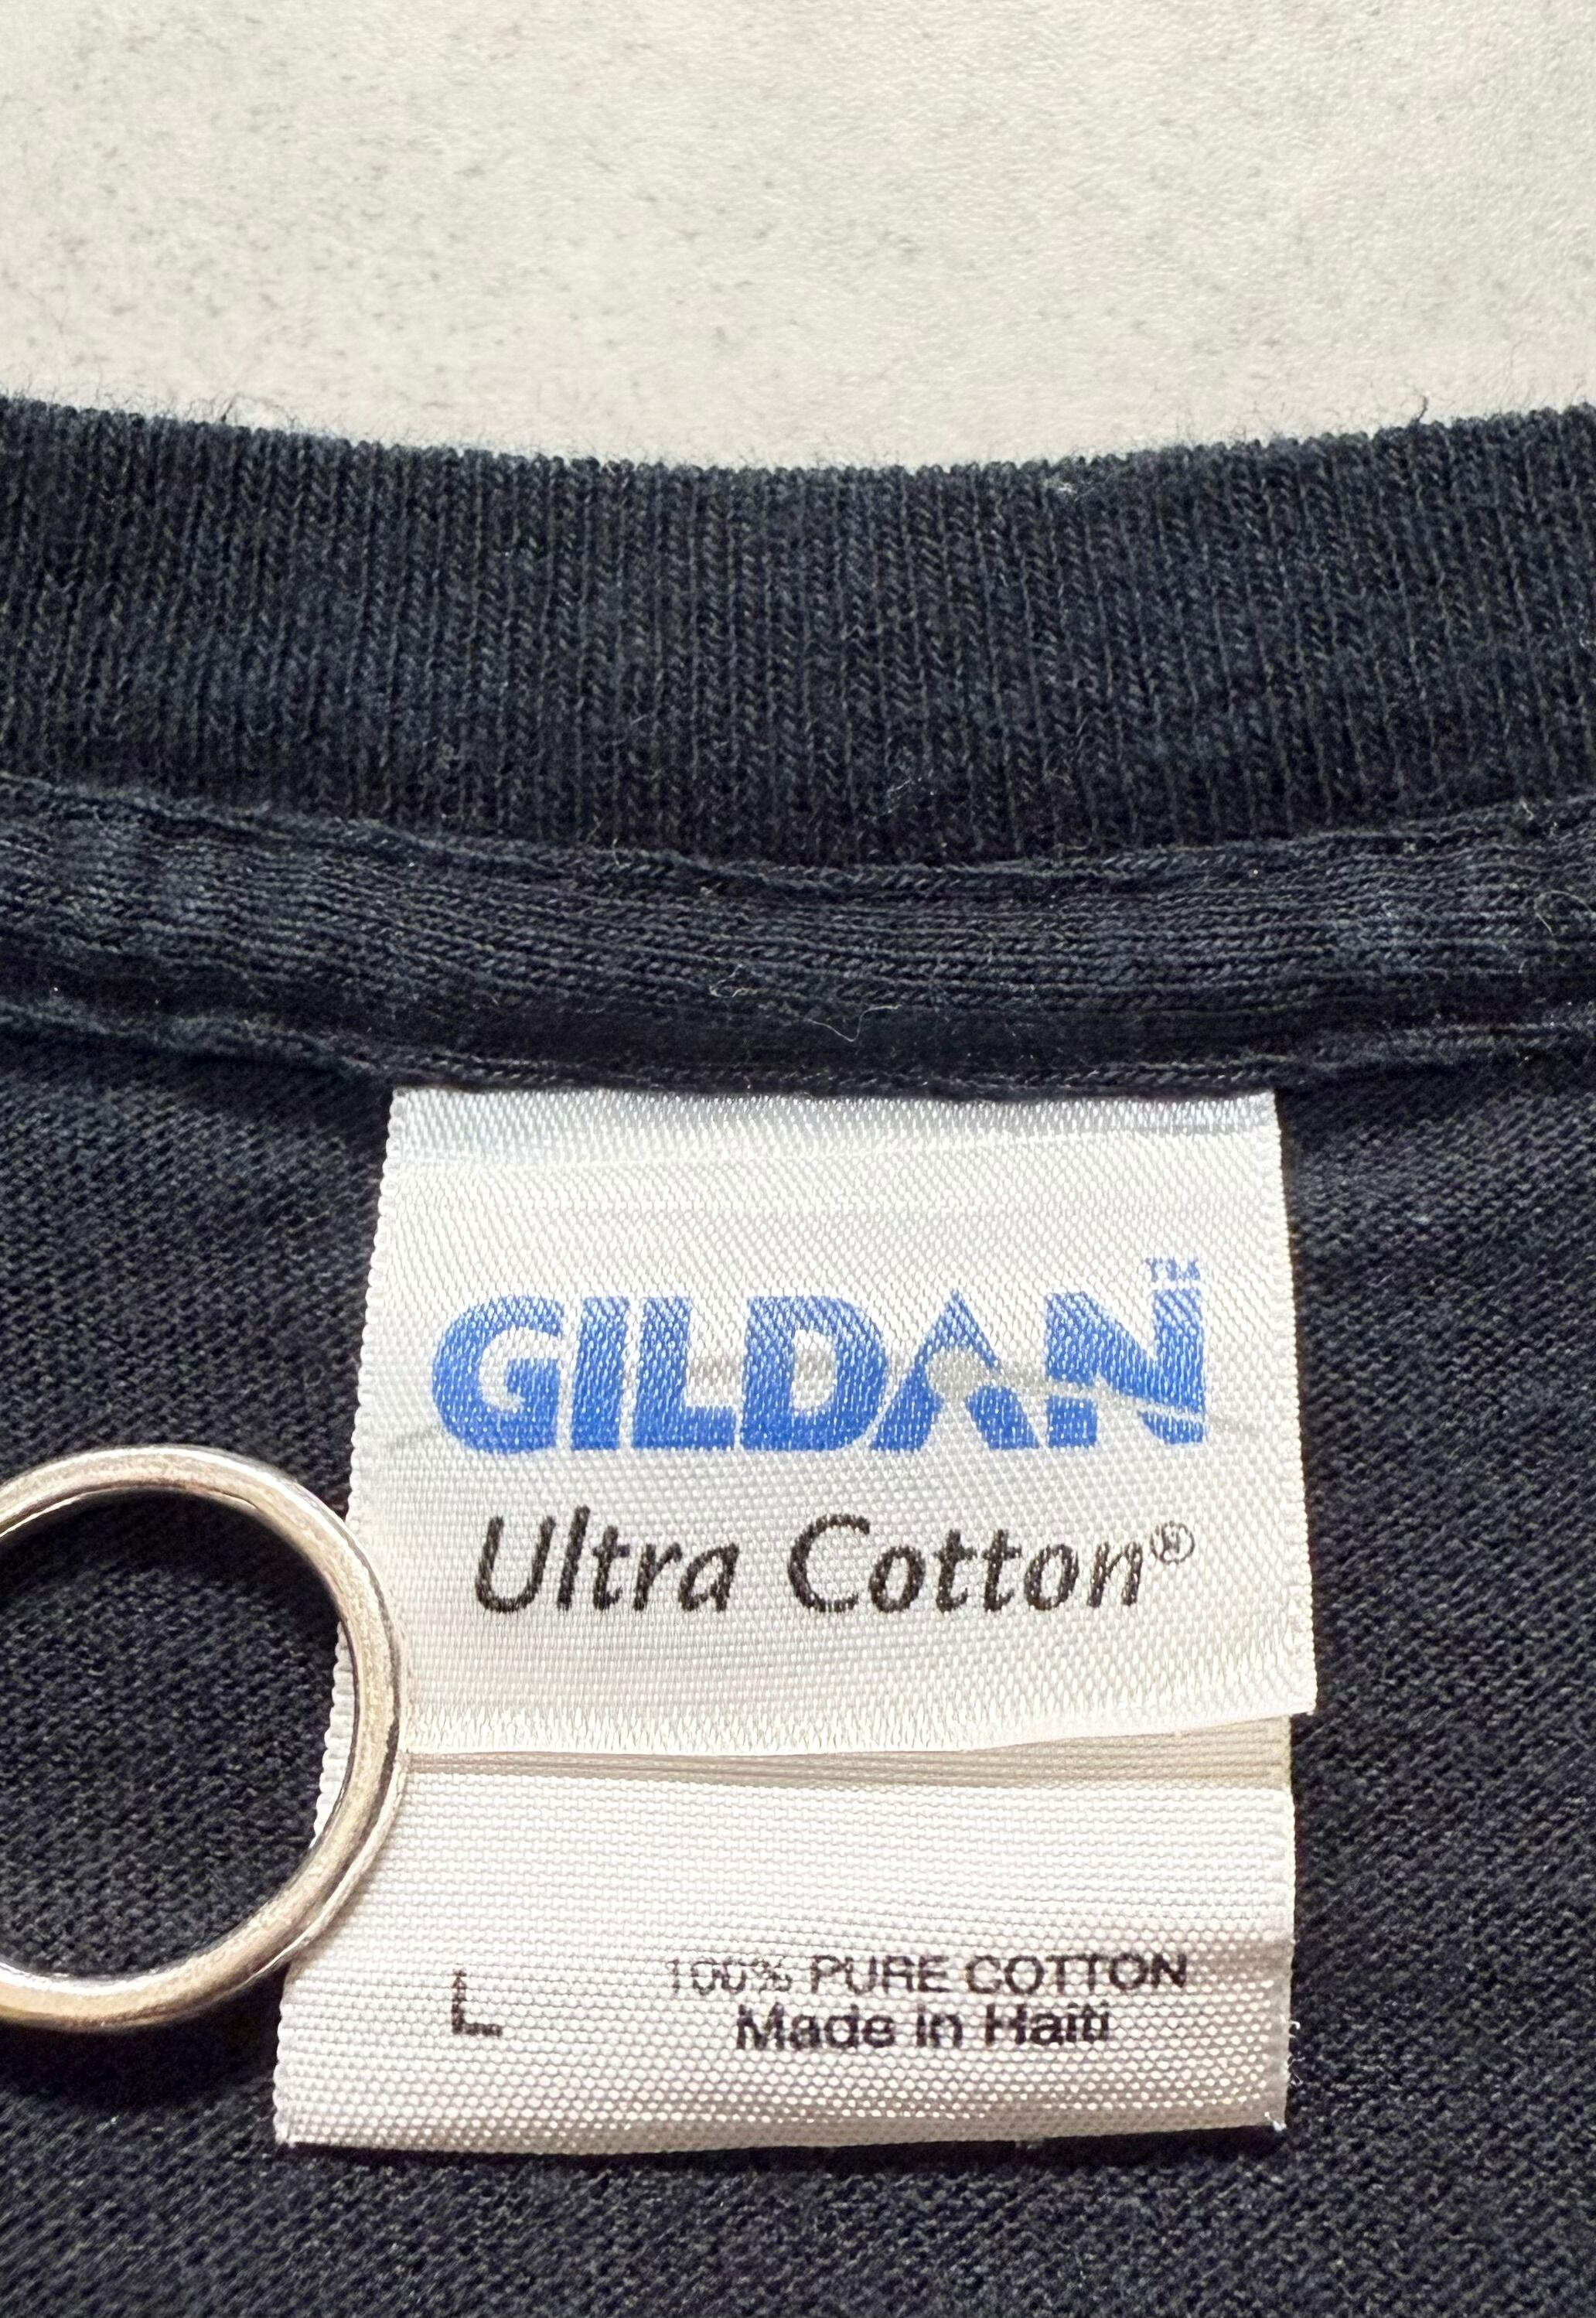 GILDAN™
Ultra Cotton®
L
100% PURE COTTON
Made in Haiti